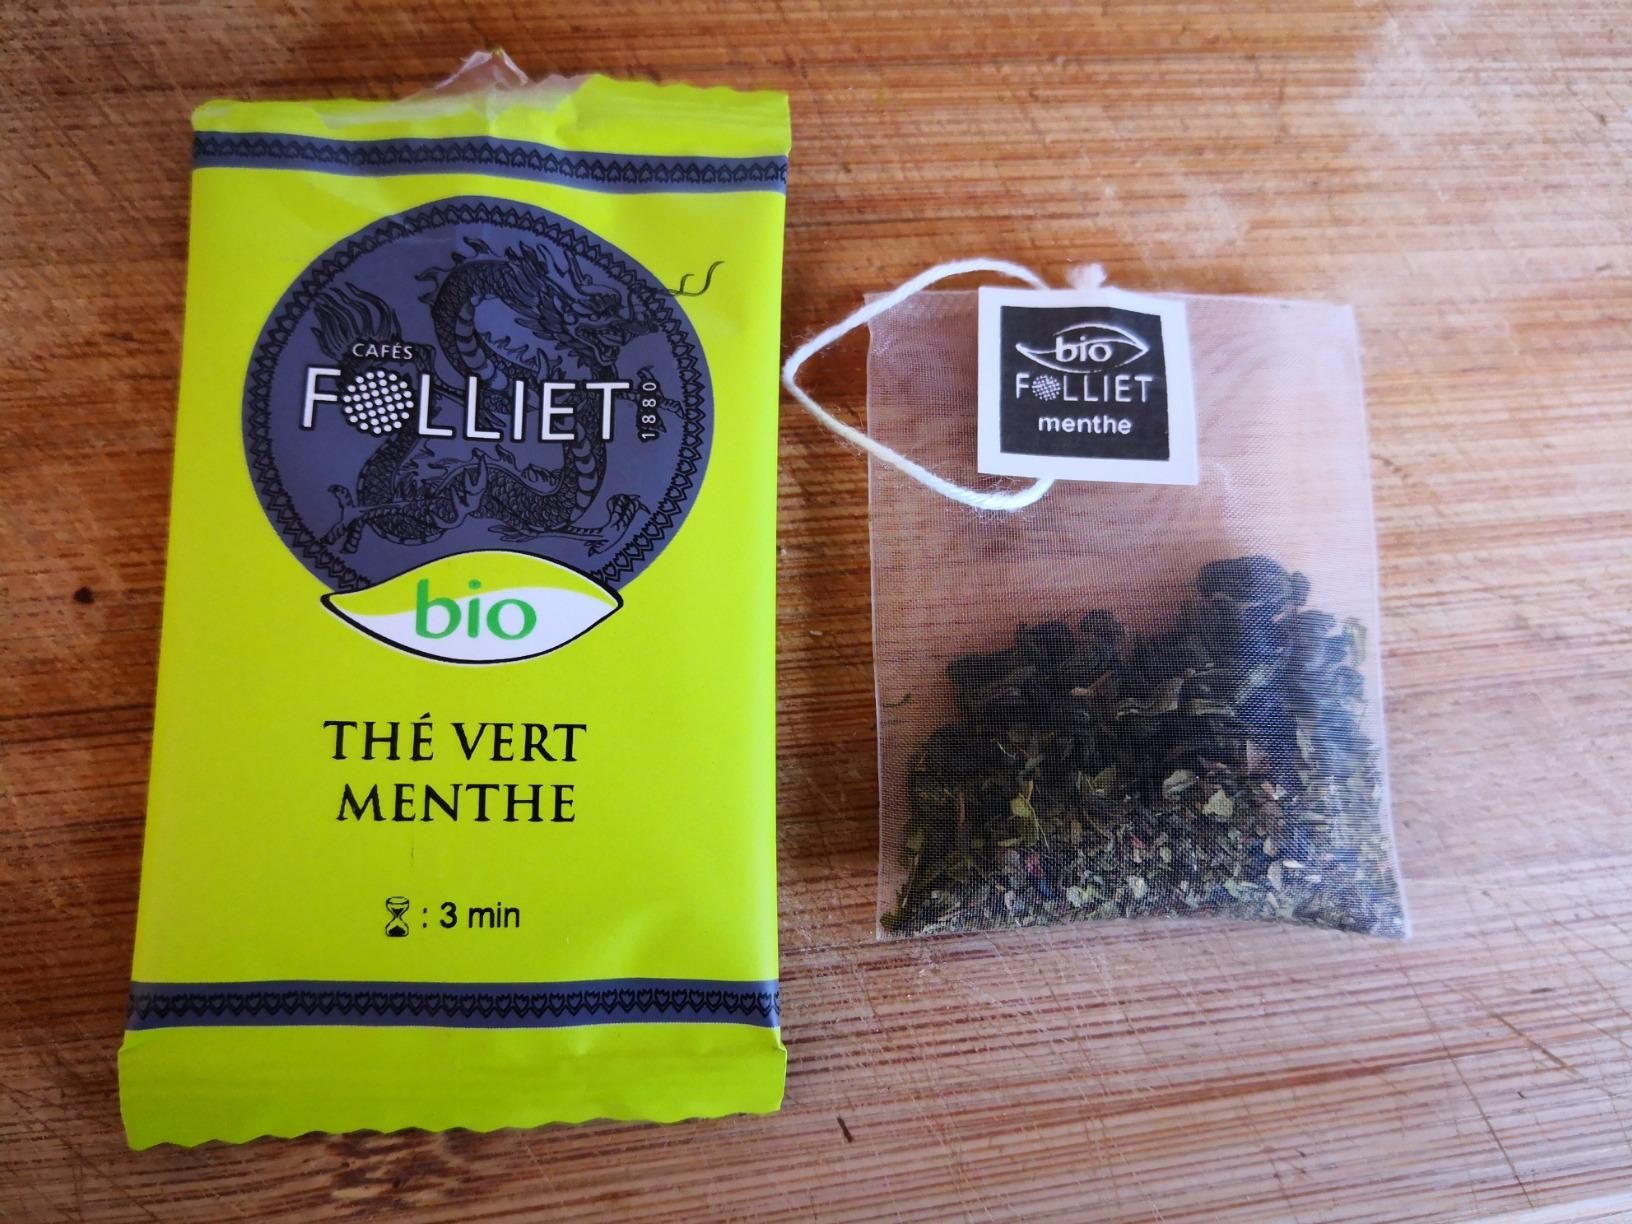 CAFÉS
FOLLIET
1880
bio
THÉ VERT
MENTHE
: 3 min
bio
FOLLIET
menthe